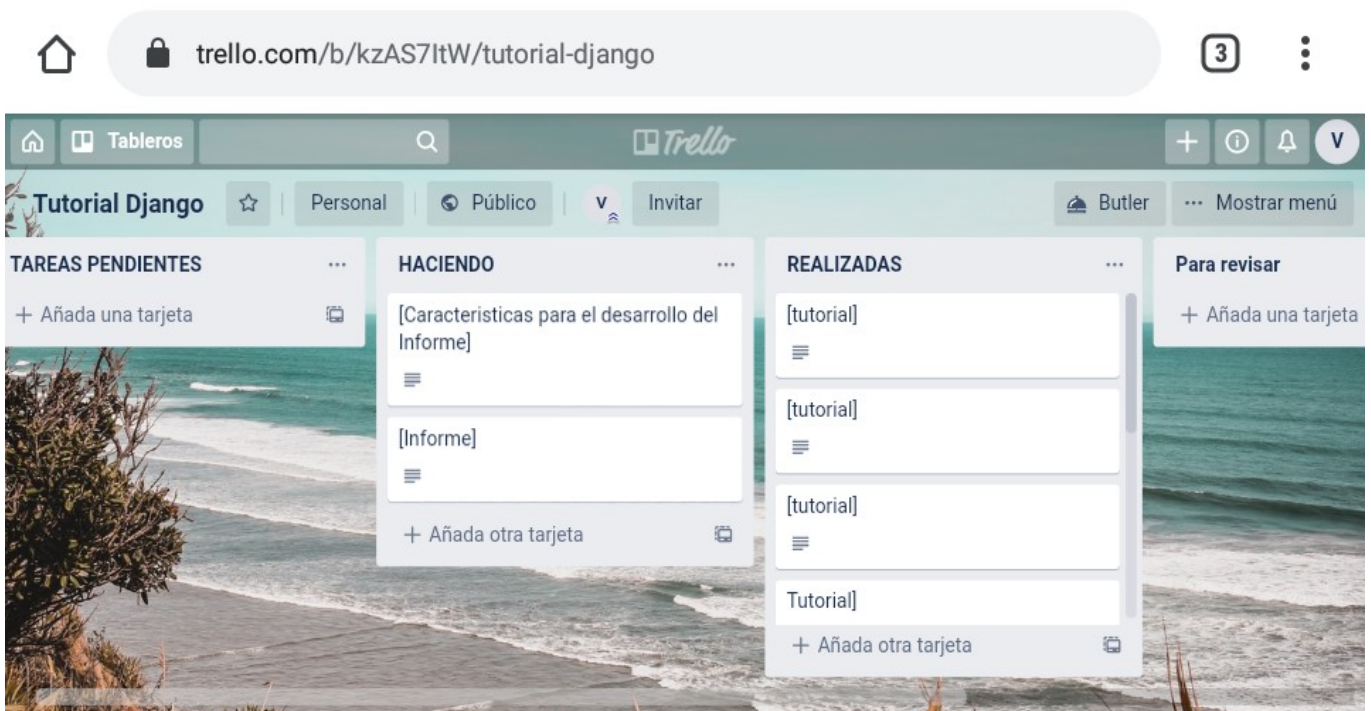 trello.com/b/kzAS7ItW/tutorial-django
3
Tableros
Trello
V
Tutorial Django
Personal
Público
V
Invitar
Butler
··· Mostrar menú
TAREAS PENDIENTES
+ Añada una tarjeta
HACIENDO
[Caracteristicas para el desarrollo del
Informe]
[Informe]
+ Añada otra tarjeta
REALIZADAS
[tutorial]
[tutorial]
[tutorial]
Tutorial]
+ Añada otra tarjeta
Para revisar
+ Añada una tarjeta